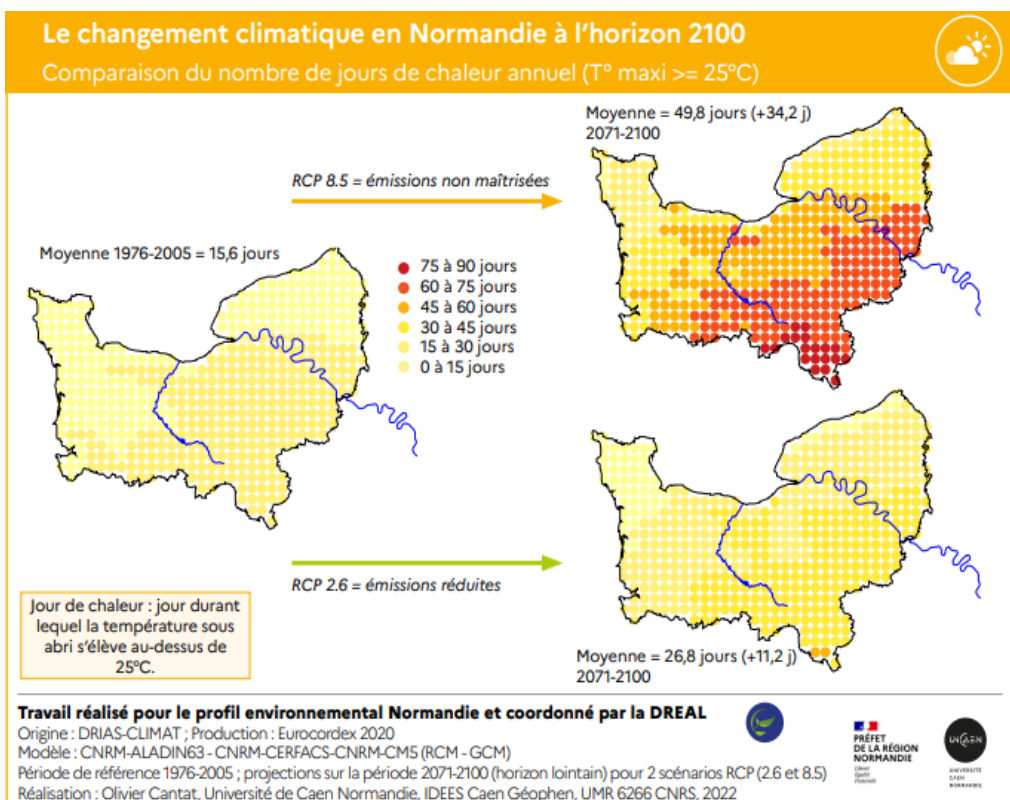 Le changement climatique en Normandie à l'horizon 2100
Comparaison du nombre de jours de chaleur annuel (T° maxi >= 25°C)
Moyenne = 49,8 jours (+34,2 j)
2071-2100
RCP 8.5 = émissions non maîtrisées
Moyenne 1976-2005 = 15,6 jours
75 à 90 jours
60 à 75 jours
45 à 60 jours
30 à 45 jours
15 à 30 jours
0 à 15 jours
RCP 2.6 = émissions réduites
Jour de chaleur : jour durant
lequel la température sous
abri s'élève au-dessus de
25°C.
Moyenne = 26,8 jours (+11,2 j)
2071-2100
Travail réalisé pour le profil environnemental Normandie et coordonné par la DREAL
Origine : DRIAS-CLIMAT ; Production : Eurocordex 2020
Modèle : CNRM-ALADIN63 - CNRM-CERFACS-CNRM-CM5 (RCM - GCM)
Période de référence 1976-2005 ; projections sur la période 2071-2100 (horizon lointain) pour 2 scénarios RCP (2.6 et 8.5)
Réalisation : Olivier Cantat, Université de Caen Normandie, IDEES Caen Géophen, UMR 6266 CNRS, 2022
PRÉFET
DE LA RÉGION
NORMANDIE
Liberté
Égalité
Fraternité
UNICAEN
UNIVERSITÉ
CAEN
NORMANDIE